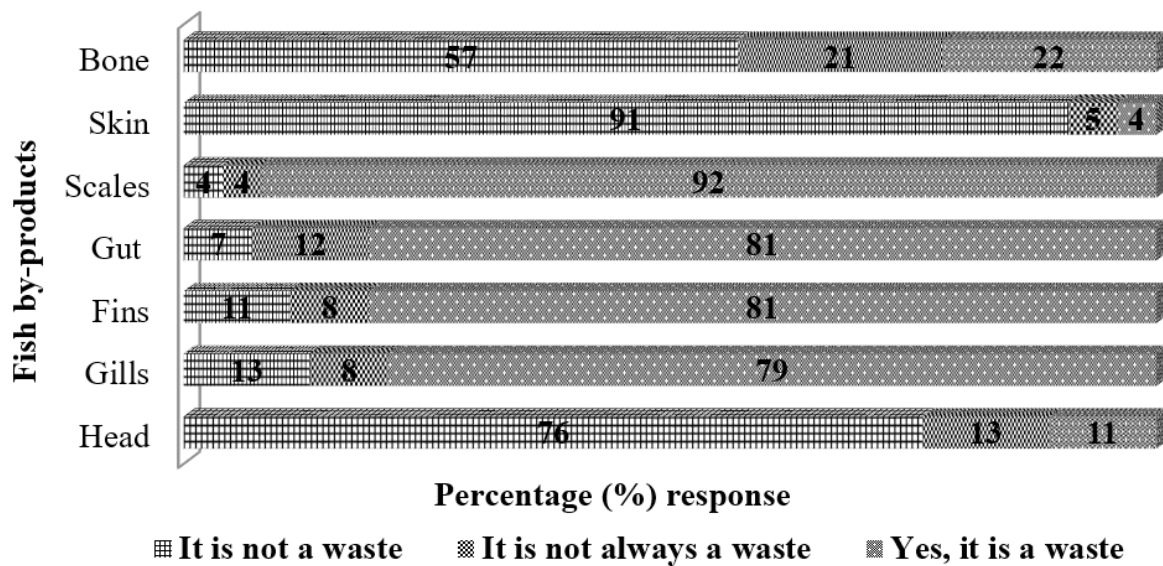 Fish by-products
Bone 57 21 22
Skin 91 5 4
Scales 4 4 92
Gut 7 12 81
Fins 11 8 81
Gills 13 8 79
Head 76 13 11
Percentage (%) response
It is not a waste It is not always a waste Yes, it is a waste